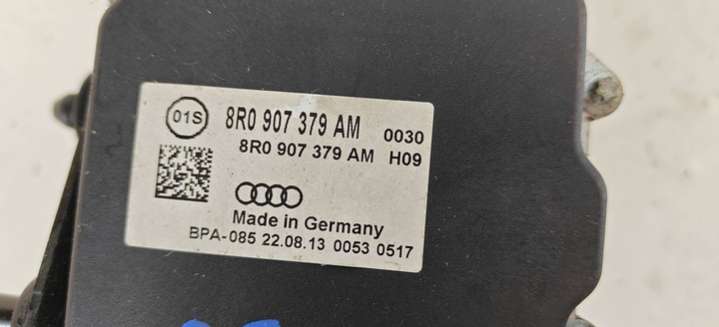 01S
8R0 907 379 AM 0030
8R0 907 379 AM H09
Made in Germany
BPA-085 22.08.13 0053 0517